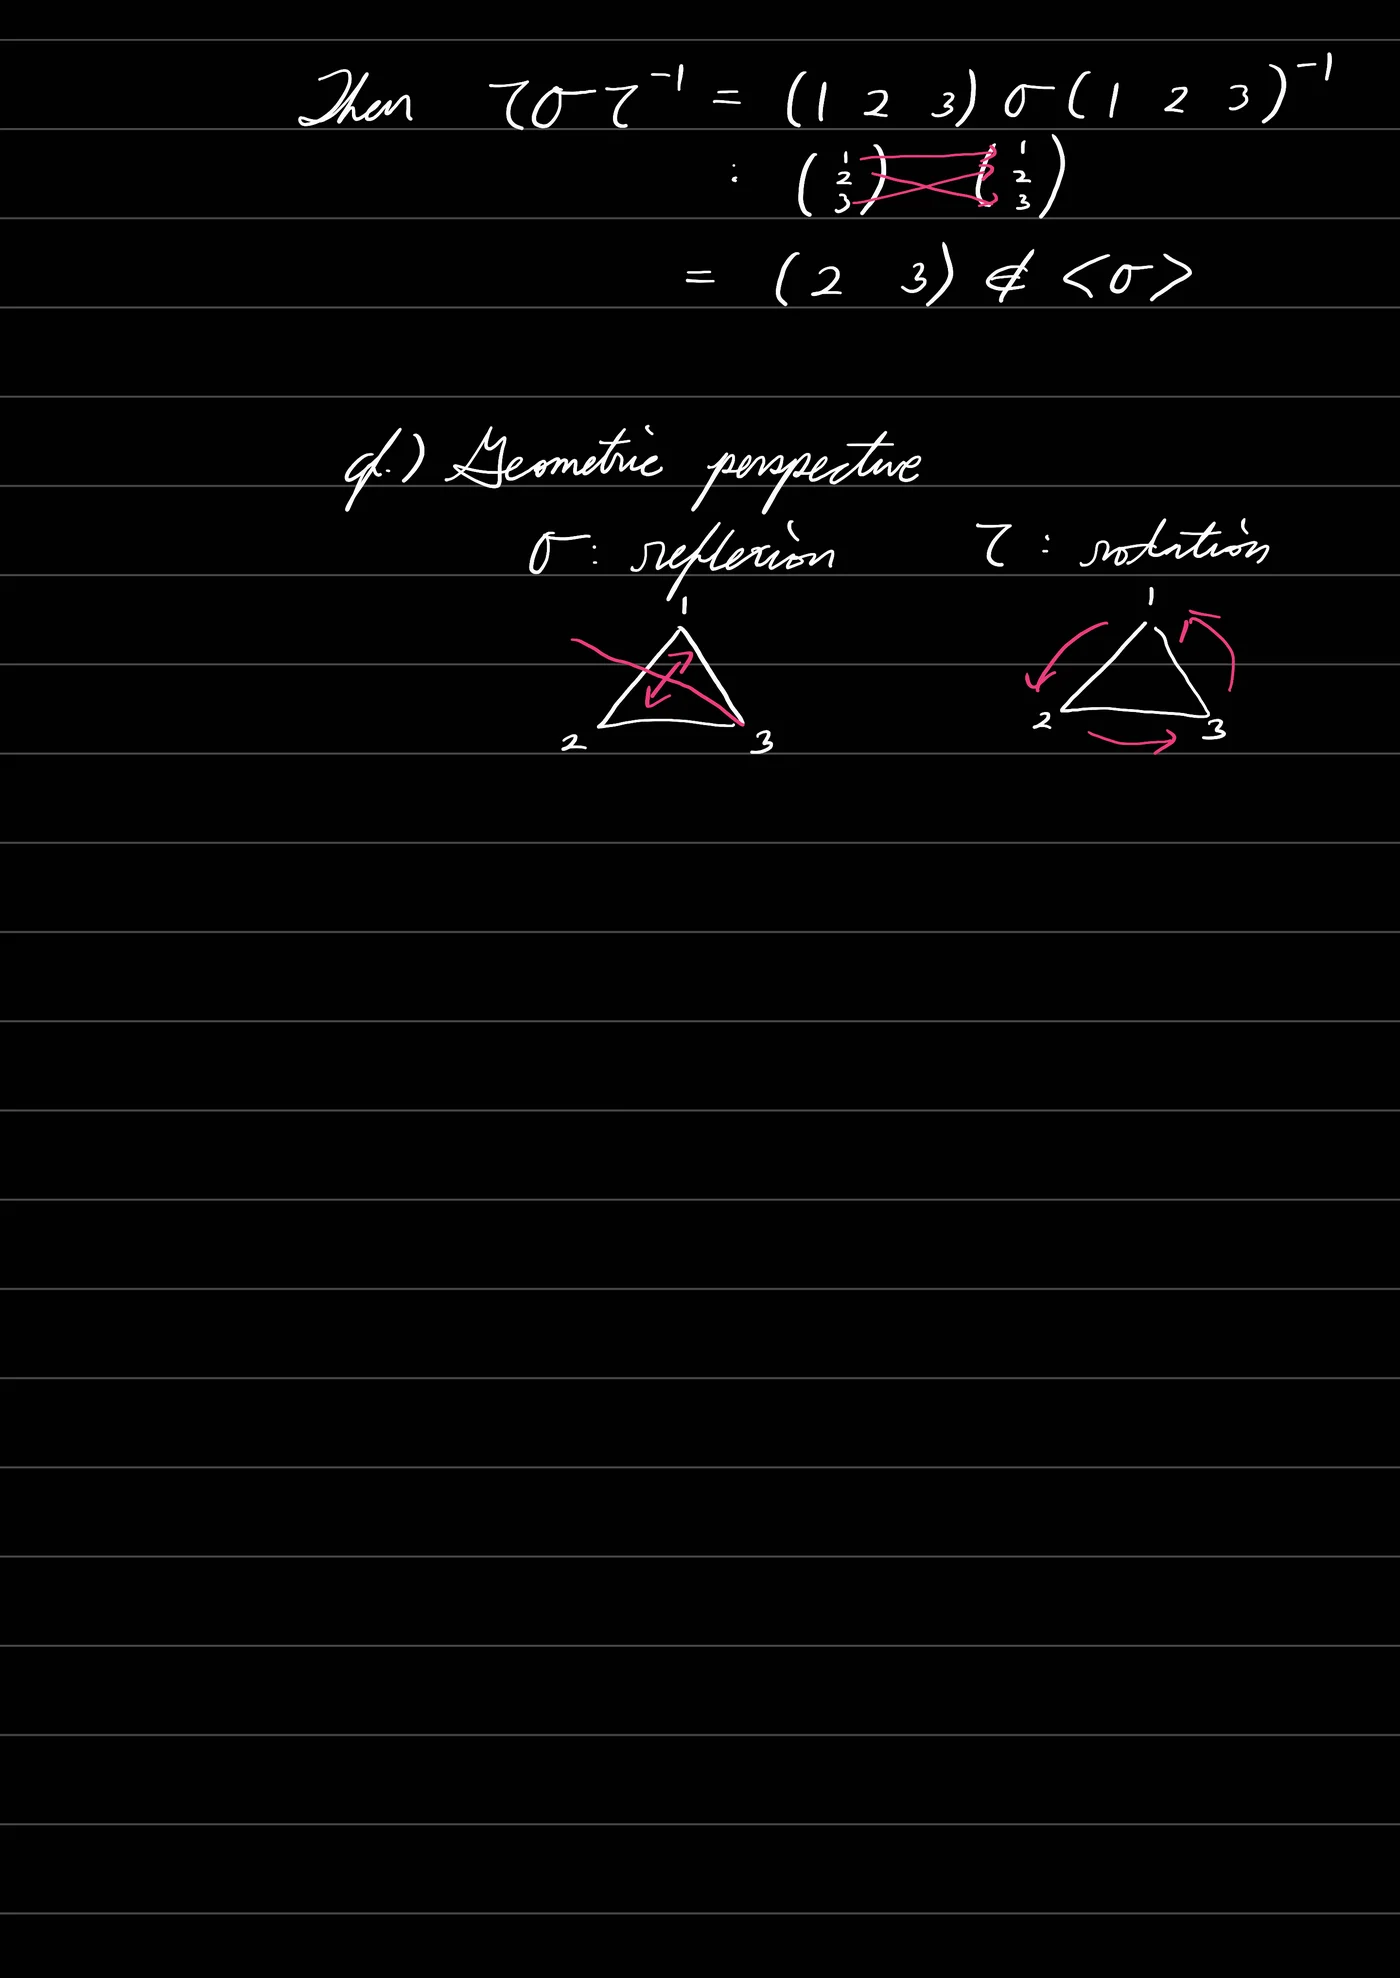 Then τστ⁻¹ = (1 2 3) σ (1 2 3)⁻¹
: (1 2 3) (1 2 3)
= (2 3) ∉ <σ>
cf.) Geometric perspective
σ: reflexion τ: rotation
1 1
2 3 2 3